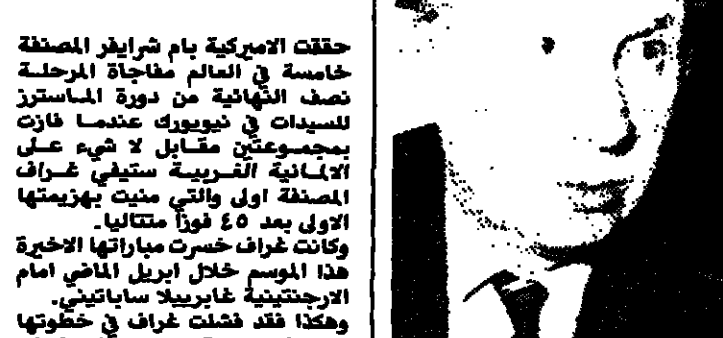 حققت الاميركية بام شرايفر المصنفة
خامسة في العالم مفاجاة المرحلة
نصف النهائية من دورة الماسترز
للسيدات في نيويورك عندما فازت
بمجموعتين مقابل لا شيء على
الالمانية الغربية ستيفي غراف
المصنفة اولى والتي منيت بهزيمتها
الاولى بعد ٤٥ فوزاً متتاليا.
وكانت غراف خسرت مباراتها الاخيرة
هذا الموسم خلال ابريل الماضي امام
الارجنتينية غابرييلا ساباتيني.
وهكذا فقد فشلت غراف في خطوتها